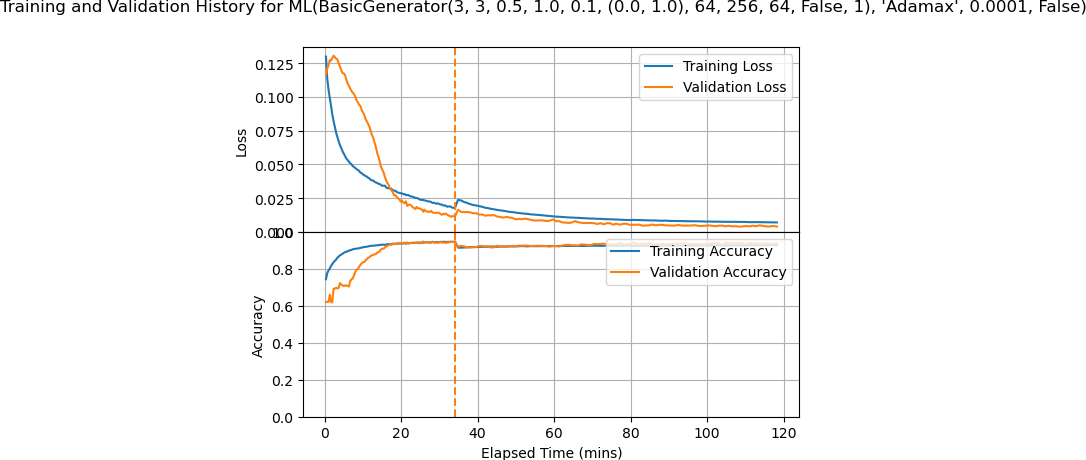 Training and Validation History for ML(BasicGenerator(3, 3, 0.5, 1.0, 0.1, (0.0, 1.0), 64, 256, 64, False, 1), 'Adamax', 0.0001, False)
0.125
0.100
0.075
0.050
0.025
0.000
Loss
Training Loss
Validation Loss
1.0
0.8
0.6
0.4
0.2
0.0
Accuracy
Training Accuracy
Validation Accuracy
0 20 40 60 80 100 120
Elapsed Time (mins)